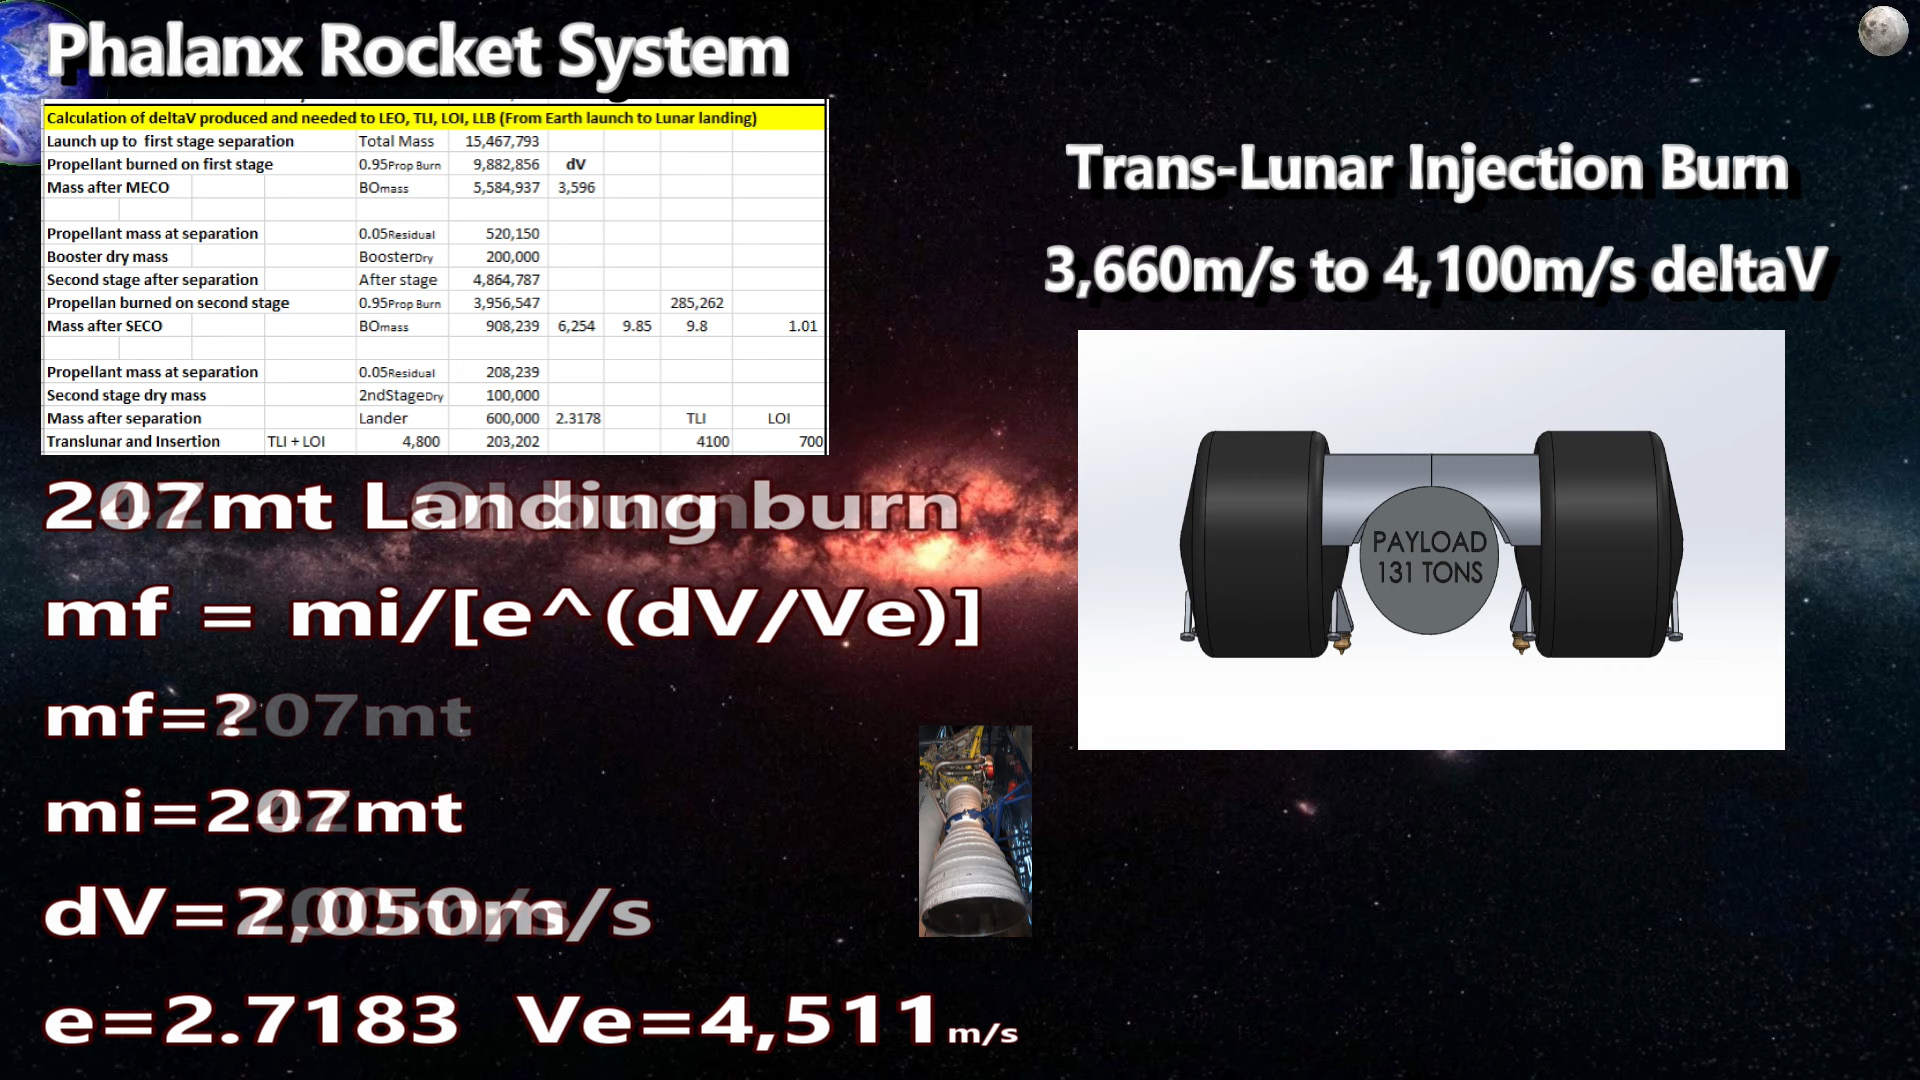 Phalanx Rocket System
Calculation of deltaV produced and needed to LEO, TLI, LOI, LLB (From Earth launch to Lunar landing)
Launch up to first stage separation Total Mass 15,467,793
Propellant burned on first stage 0.95Prop Burn 9,882,856 dV
Mass after MECO BOmass 5,584,937 3,596
Propellant mass at separation 0.05Residual 520,150
Booster dry mass BoosterDry 200,000
Second stage after separation After stage 4,864,787
Propellan burned on second stage 0.95Prop Burn 3,956,547 285,262
Mass after SECO BOmass 908,239 6,254 9.85 9.8 1.01
Propellant mass at separation 0.05Residual 208,239
Second stage dry mass 2ndStageDry 100,000
Mass after separation Lander 600,000 2.3178 TLI LOI
Translunar and Insertion TLI + LOI 4,800 203,202 4100 700
Trans-Lunar Injection Burn
3,660m/s to 4,100m/s deltaV
PAYLOAD
131 TONS
207mt Landing burn
mf = mi/[e^(dV/Ve)]
mf=?207mt
mi=207mt
dV=2,050m/s
e=2.7183 Ve=4,511m/s